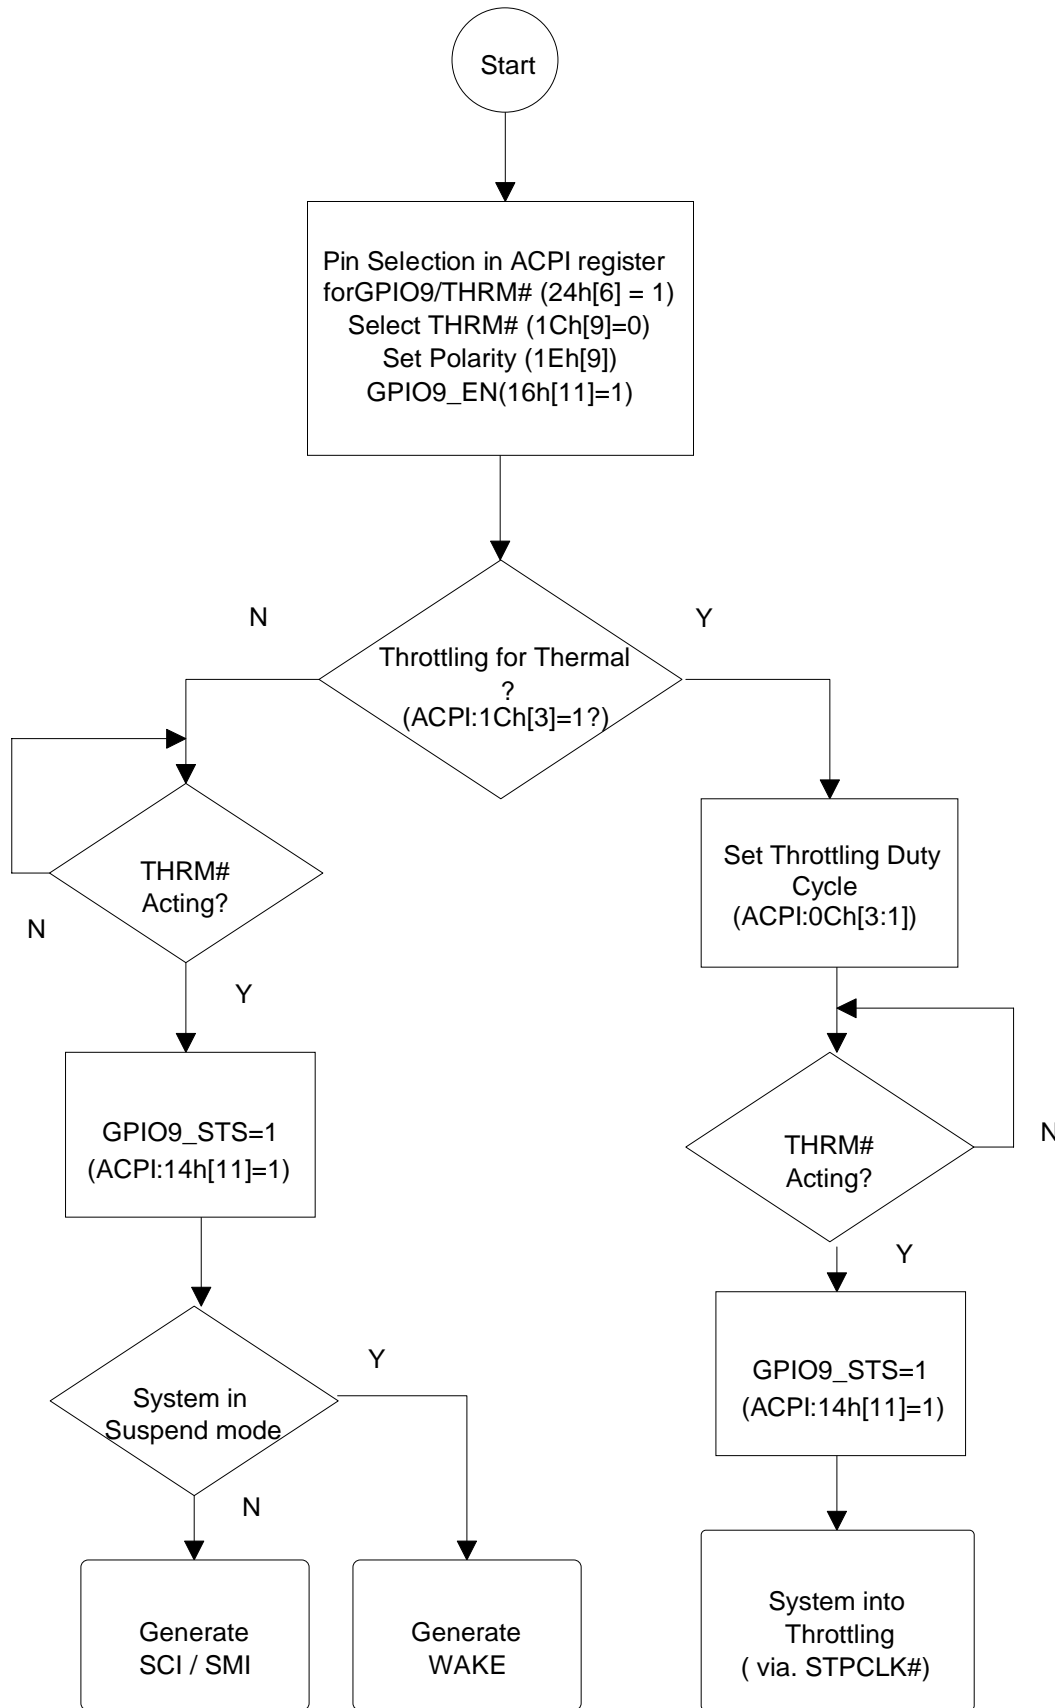 Start
Pin Selection in ACPI register
forGPIO9/THRM# (24h[6] = 1)
Select THRM# (1Ch[9]=0)
Set Polarity (1Eh[9])
GPIO9_EN(16h[11]=1)
N
Y
Throttling for Thermal
?
(ACPI:1Ch[3]=1?)
THRM#
Acting?
N
Y
Set Throttling Duty
Cycle
(ACPI:0Ch[3:1])
GPIO9_STS=1
(ACPI:14h[11]=1)
THRM#
Acting?
N
Y
System in
Suspend mode
Y
N
GPIO9_STS=1
(ACPI:14h[11]=1)
Generate
SCI / SMI
Generate
WAKE
System into
Throttling
( via. STPCLK#)